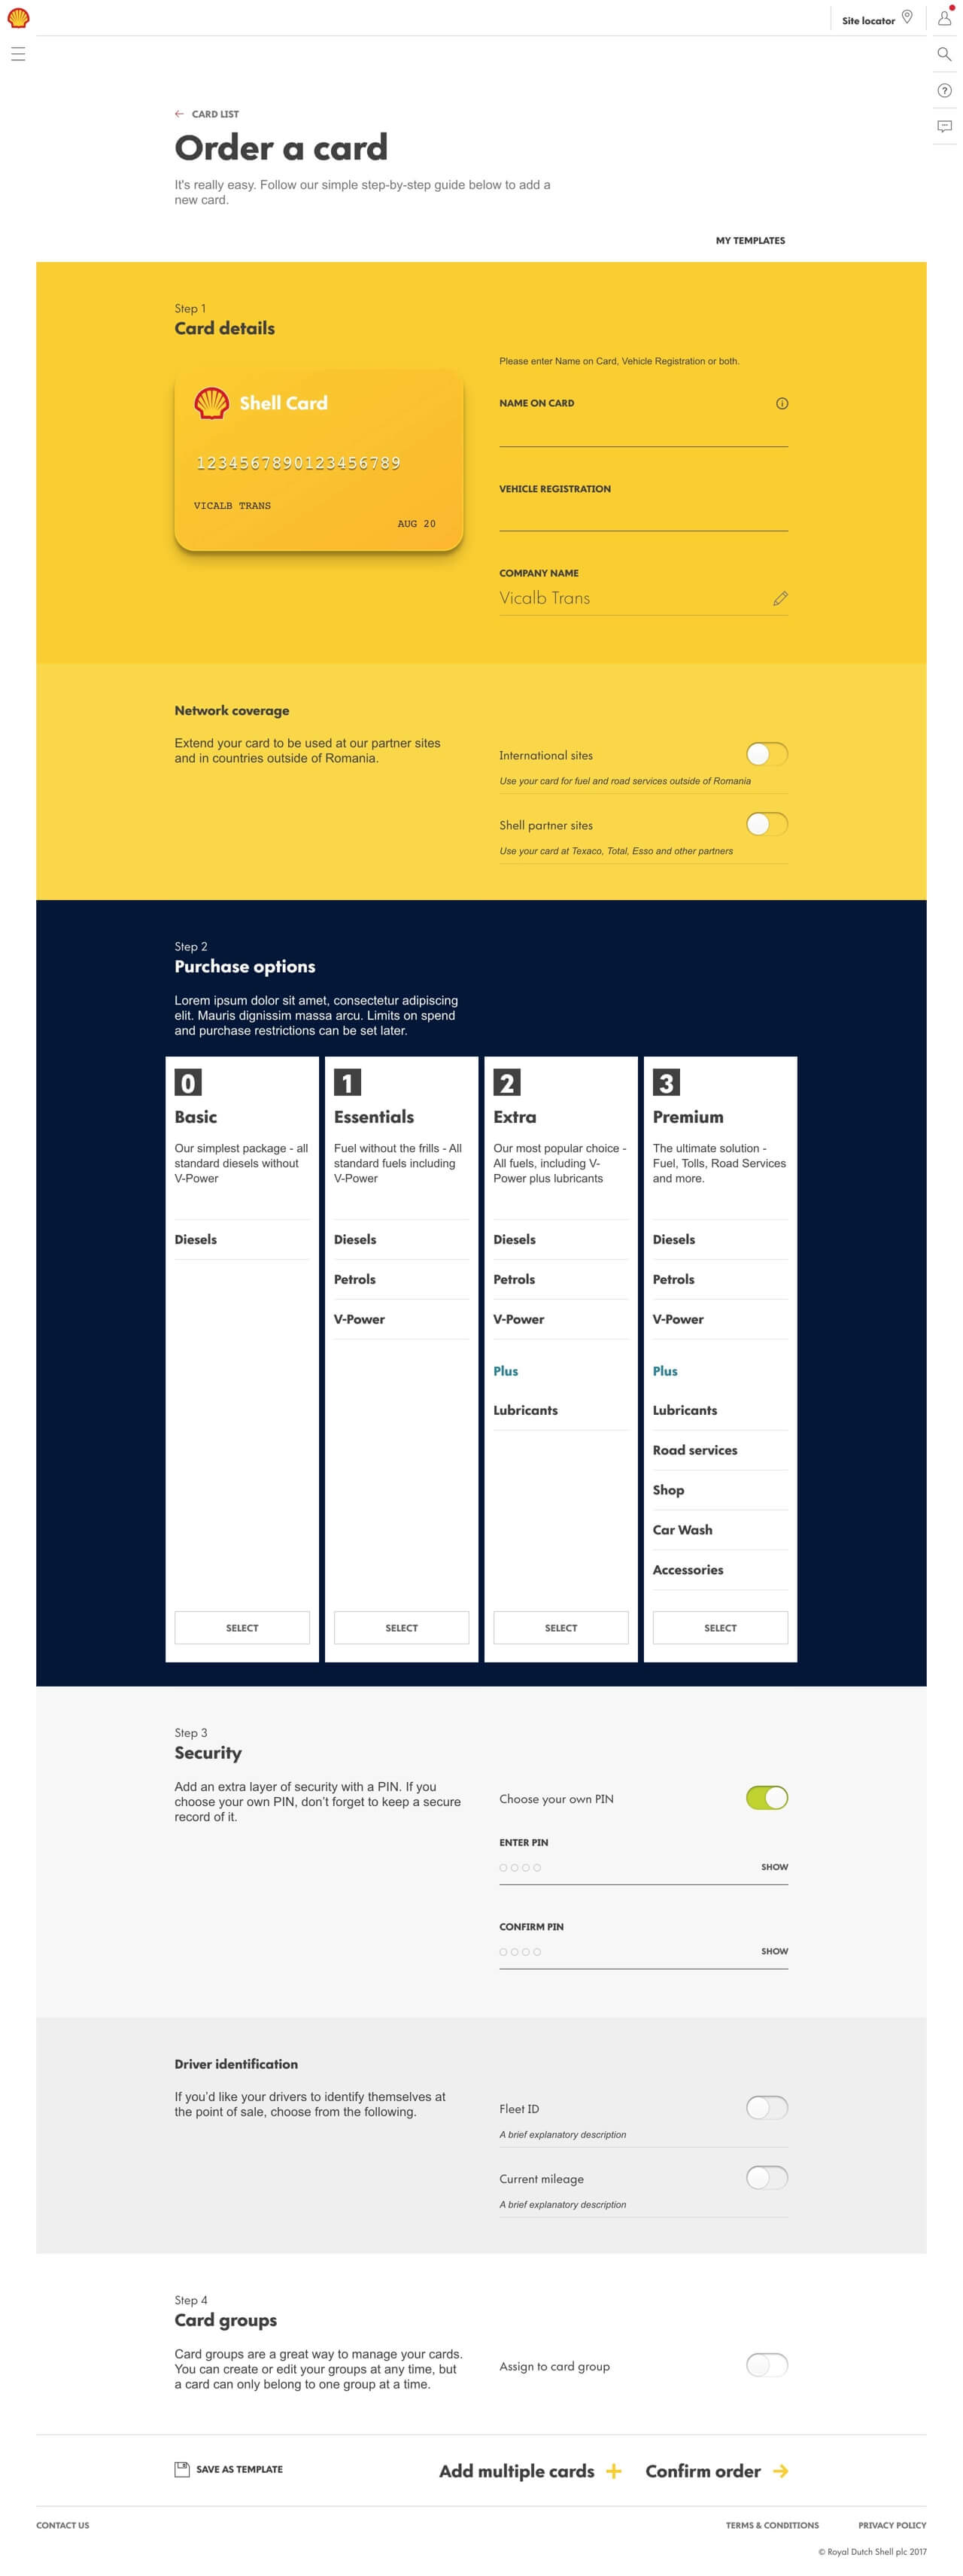 Site locator
CARD LIST
Order a card
It's really easy. Follow our simple step-by-step guide below to add a
new card.
MY TEMPLATES
Step 1
Card details
Please enter Name on Card, Vehicle Registration or both.
Shell Card
1234567890123456789
VICALB TRANS
AUG 20
NAME ON CARD
VEHICLE REGISTRATION
COMPANY NAME
Vicalb Trans
Network coverage
Extend your card to be used at our partner sites
and in countries outside of Romania.
International sites
Use your card for fuel and road services outside of Romania
Shell partner sites
Use your card at Texaco, Total, Esso and other partners
Step 2
Purchase options
Lorem ipsum dolor sit amet, consectetur adipiscing
elit. Mauris dignissim massa arcu. Limits on spend
and purchase restrictions can be set later.
0
Basic
Our simplest package - all
standard diesels without
V-Power
Diesels
SELECT
1
Essentials
Fuel without the frills - All
standard fuels including
V-Power
Diesels
Petrols
V-Power
SELECT
2
Extra
Our most popular choice -
All fuels, including V-
Power plus lubricants
Diesels
Petrols
V-Power
Plus
Lubricants
SELECT
3
Premium
The ultimate solution -
Fuel, Tolls, Road Services
and more.
Diesels
Petrols
V-Power
Plus
Lubricants
Road services
Shop
Car Wash
Accessories
SELECT
Step 3
Security
Add an extra layer of security with a PIN. If you
choose your own PIN, don't forget to keep a secure
record of it.
Choose your own PIN
ENTER PIN
SHOW
CONFIRM PIN
SHOW
Driver identification
If you'd like your drivers to identify themselves at
the point of sale, choose from the following.
Fleet ID
A brief explanatory description
Current mileage
A brief explanatory description
Step 4
Card groups
Card groups are a great way to manage your cards.
You can create or edit your groups at any time, but
a card can only belong to one group at a time.
Assign to card group
SAVE AS TEMPLATE
Add multiple cards
Confirm order
CONTACT US
TERMS & CONDITIONS
PRIVACY POLICY
© Royal Dutch Shell plc 2017